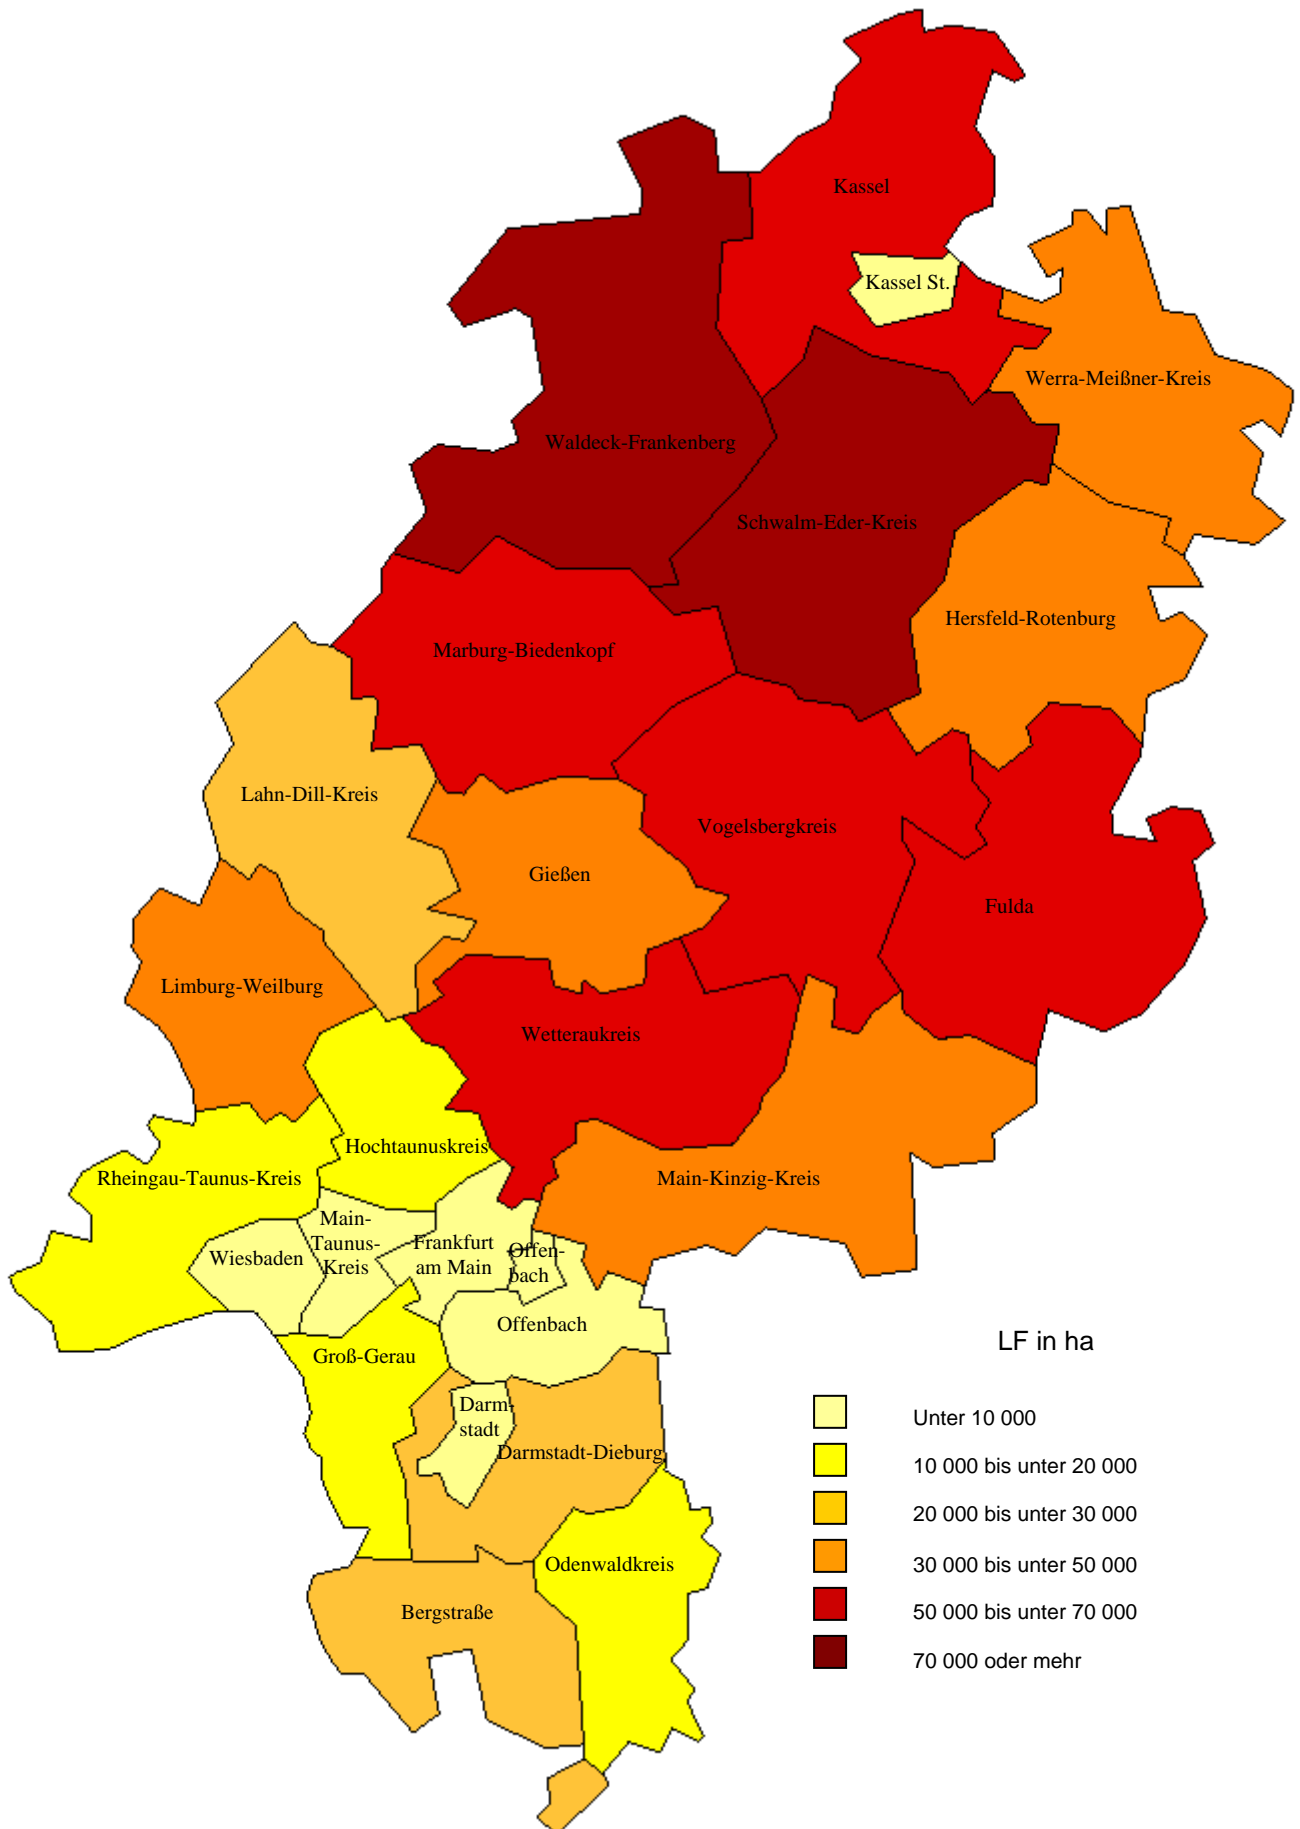 Kassel
Kassel St.
Werra-Meißner-Kreis
Waldeck-Frankenberg
Schwalm-Eder-Kreis
Hersfeld-Rotenburg
Marburg-Biedenkopf
Lahn-Dill-Kreis
Vogelsbergkreis
Gießen
Fulda
Limburg-Weilburg
Wetteraukreis
Hochtaunuskreis
Rheingau-Taunus-Kreis
Main-Kinzig-Kreis
Main-
Taunus-
Kreis
Wiesbaden
Frankfurt
am Main
Offen-
bach
Offenbach
Groß-Gerau
Darm-
stadt
Darmstadt-Dieburg
Odenwaldkreis
Bergstraße
LF in ha
Unter 10 000
10 000 bis unter 20 000
20 000 bis unter 30 000
30 000 bis unter 50 000
50 000 bis unter 70 000
70 000 oder mehr